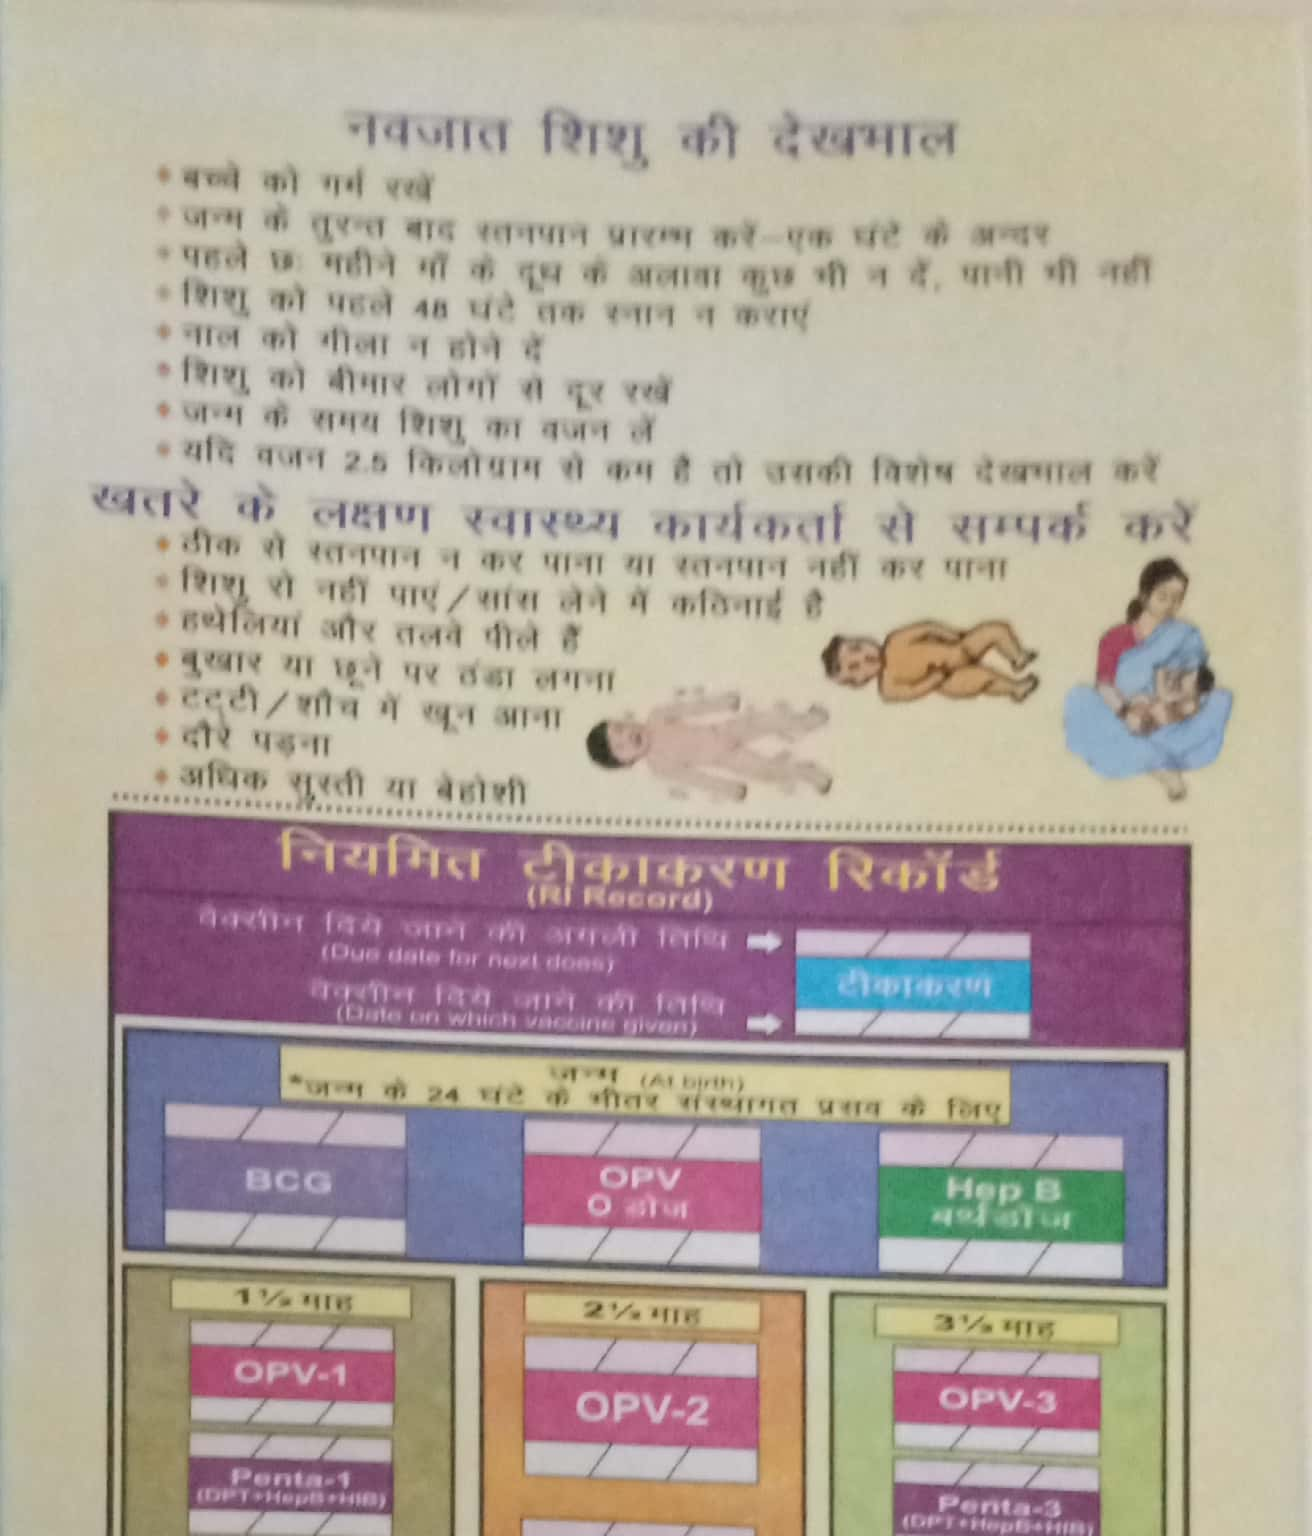 नवजात शिशु की देखभाल
• बच्चे को गर्म रखें
• जन्म के तुरन्त बाद स्तनपान प्रारम्भ करें–एक घंटे के अन्दर
• पहले छः महीने माँ के दूध के अलावा कुछ भी न दें, पानी भी नहीं
• शिशु को पहले 48 घंटे तक स्नान न कराएं
• नाल को गीला न होने दें
• शिशु को बीमार लोगों से दूर रखें
• जन्म के समय शिशु का वजन लें
• यदि वजन 2.5 किलोग्राम से कम है तो उसकी विशेष देखभाल करें
खतरे के लक्षण स्वास्थ्य कार्यकर्ता से सम्पर्क करें
• ठीक से स्तनपान न कर पाना या स्तनपान नहीं कर पाना
• शिशु रो नहीं पाएं/सांस लेने में कठिनाई है
• हथेलियां और तलवे पीले हैं
• बुखार या छूने पर ठंडा लगना
• टट्टी/शौच में खून आना
• दौरे पड़ना
• अधिक सुस्ती या बेहोशी
नियमित टीकाकरण रिकॉर्ड
(RI Record)
वैक्सीन दिये जाने की अगली तिथि
(Due date for next does)
टीकाकरण
वैक्सीन दिये जाने की तिथि
(Date on which vaccine given)
जन्म (At birth)
*जन्म के 24 घंटे के भीतर संस्थागत प्रसव के लिए
BCG
OPV
0 डोज
Hep B
बर्थडोज
1½ माह
2½ माह
3½ माह
OPV-1
OPV-2
OPV-3
Penta-1
(DPT+HepB+HIB)
Penta-3
(DPT+HepB+HIB)